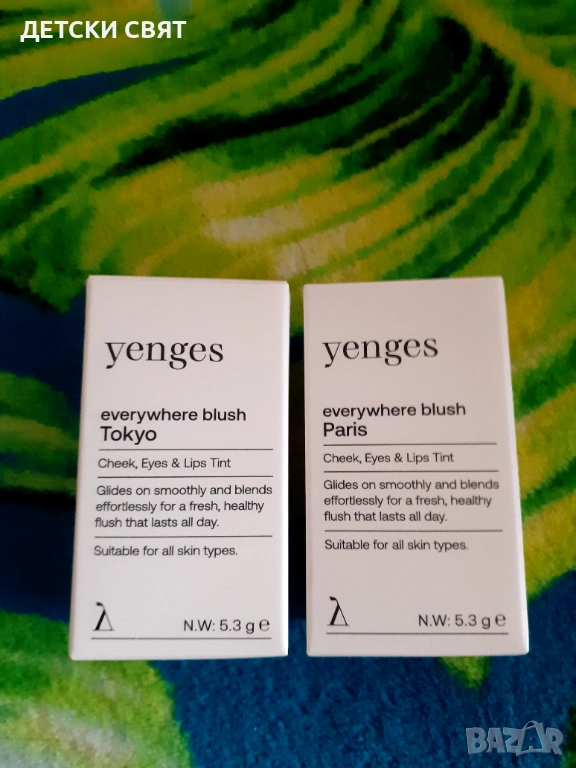 ДЕТСКИ СВЯТ
yenges
everywhere blush
Tokyo
Cheek, Eyes & Lips Tint
Glides on smoothly and blends
effortlessly for a fresh, healthy
flush that lasts all day.
Suitable for all skin types.
N.W: 5.3 g ℮
yenges
everywhere blush
Paris
Cheek, Eyes & Lips Tint
Glides on smoothly and blends
effortlessly for a fresh, healthy
flush that lasts all day.
Suitable for all skin types.
N.W: 5.3 g ℮
BAZAR